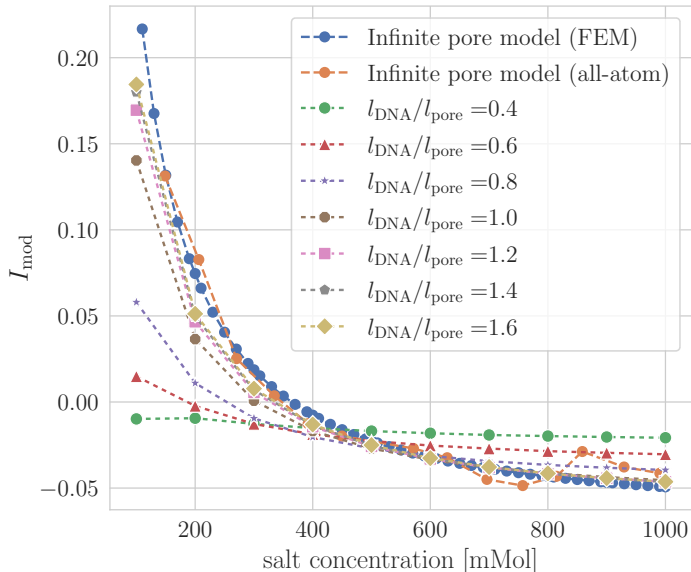 0.20
0.15
0.10
0.05
0.00
−0.05
I_mod
200
400
600
800
1000
salt concentration [mMol]
Infinite pore model (FEM)
Infinite pore model (all-atom)
l_DNA/l_pore =0.4
l_DNA/l_pore =0.6
l_DNA/l_pore =0.8
l_DNA/l_pore =1.0
l_DNA/l_pore =1.2
l_DNA/l_pore =1.4
l_DNA/l_pore =1.6